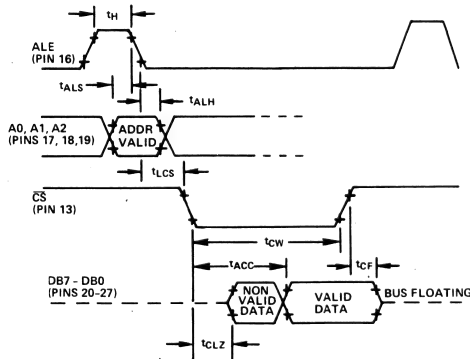 tH
ALE
(PIN 16)
tALS
tALH
A0, A1, A2
(PINS 17, 18,19)
ADDR
VALID
tLCS
CS
(PIN 13)
tCW
tACC
tCF
DB7 - DB0
(PINS 20-27)
NON
VALID
DATA
VALID
DATA
BUS FLOATING
tCLZ